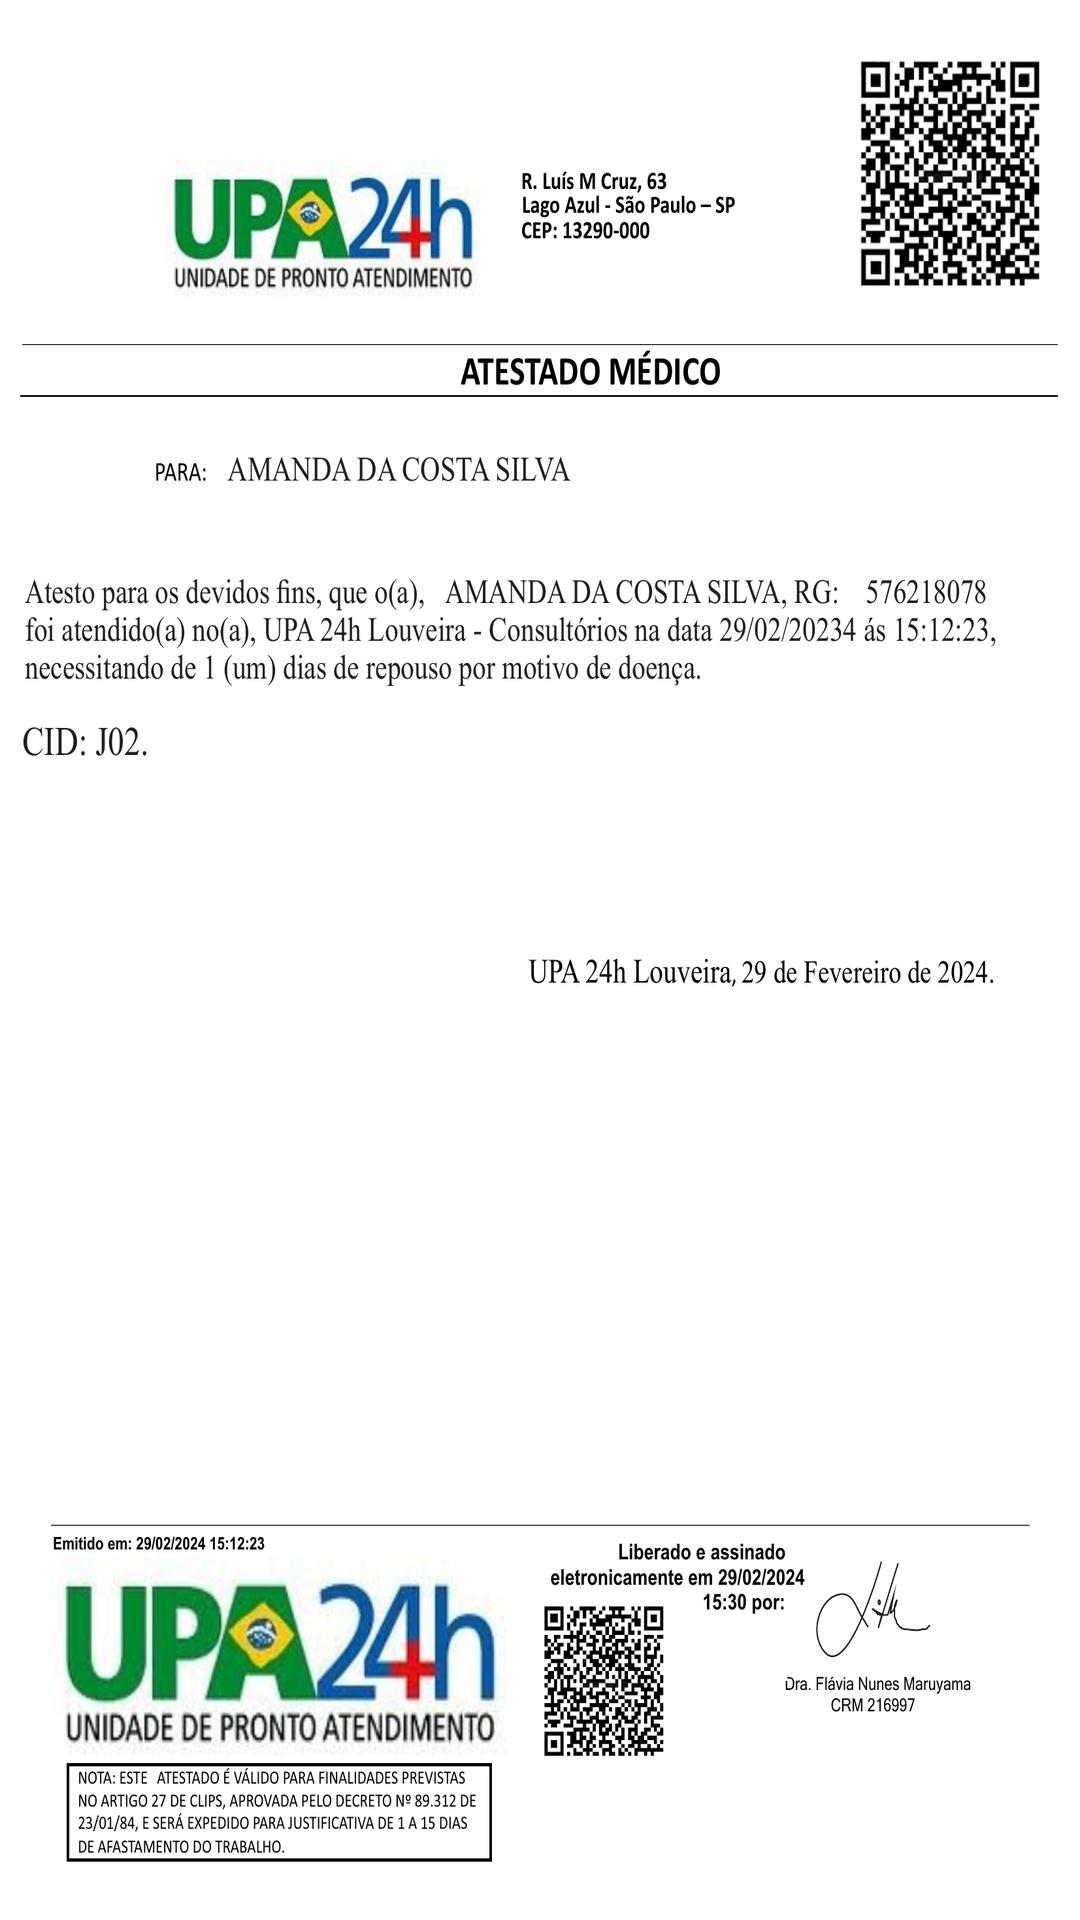 UPA24h
UNIDADE DE PRONTO ATENDIMENTO
R. Luís M Cruz, 63
Lago Azul - São Paulo – SP
CEP: 13290-000
ATESTADO MÉDICO
PARA: AMANDA DA COSTA SILVA
Atesto para os devidos fins, que o(a), AMANDA DA COSTA SILVA, RG: 576218078
foi atendido(a) no(a), UPA 24h Louveira - Consultórios na data 29/02/20234 ás 15:12:23,
necessitando de 1 (um) dias de repouso por motivo de doença.
CID: J02.
UPA 24h Louveira, 29 de Fevereiro de 2024.
Emitido em: 29/02/2024 15:12:23
UPA24h
UNIDADE DE PRONTO ATENDIMENTO
NOTA: ESTE ATESTADO É VÁLIDO PARA FINALIDADES PREVISTAS
NO ARTIGO 27 DE CLIPS, APROVADA PELO DECRETO Nº 89.312 DE
23/01/84, E SERÁ EXPEDIDO PARA JUSTIFICATIVA DE 1 A 15 DIAS
DE AFASTAMENTO DO TRABALHO.
Liberado e assinado
eletronicamente em 29/02/2024
15:30 por:
Dra. Flávia Nunes Maruyama
CRM 216997